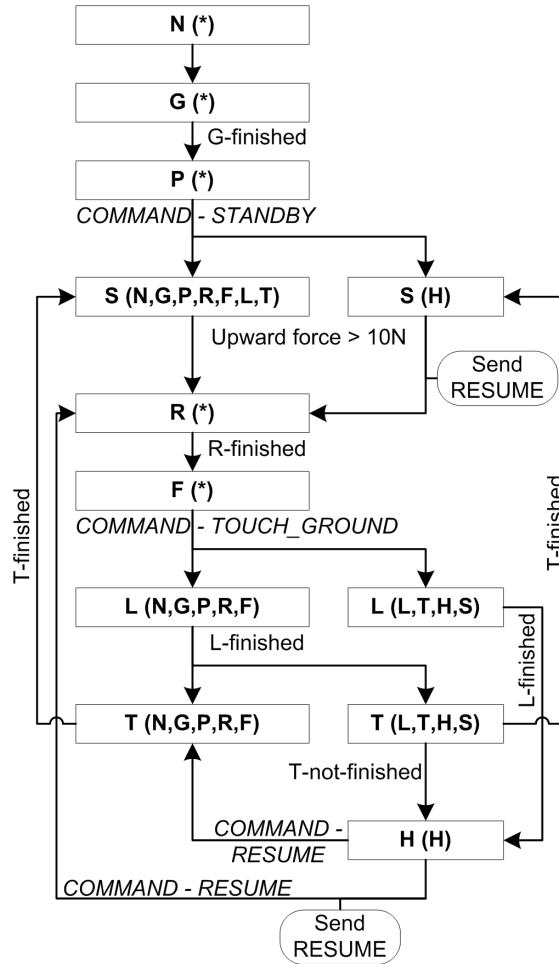 N (*)
G (*)
G-finished
P (*)
COMMAND - STANDBY
S (N,G,P,R,F,L,T)
S (H)
Upward force > 10N
Send
RESUME
R (*)
R-finished
F (*)
COMMAND - TOUCH_GROUND
T-finished
T-finished
L (N,G,P,R,F)
L (L,T,H,S)
L-finished
L-finished
T (N,G,P,R,F)
T (L,T,H,S)
T-not-finished
COMMAND -
RESUME
H (H)
COMMAND - RESUME
Send
RESUME